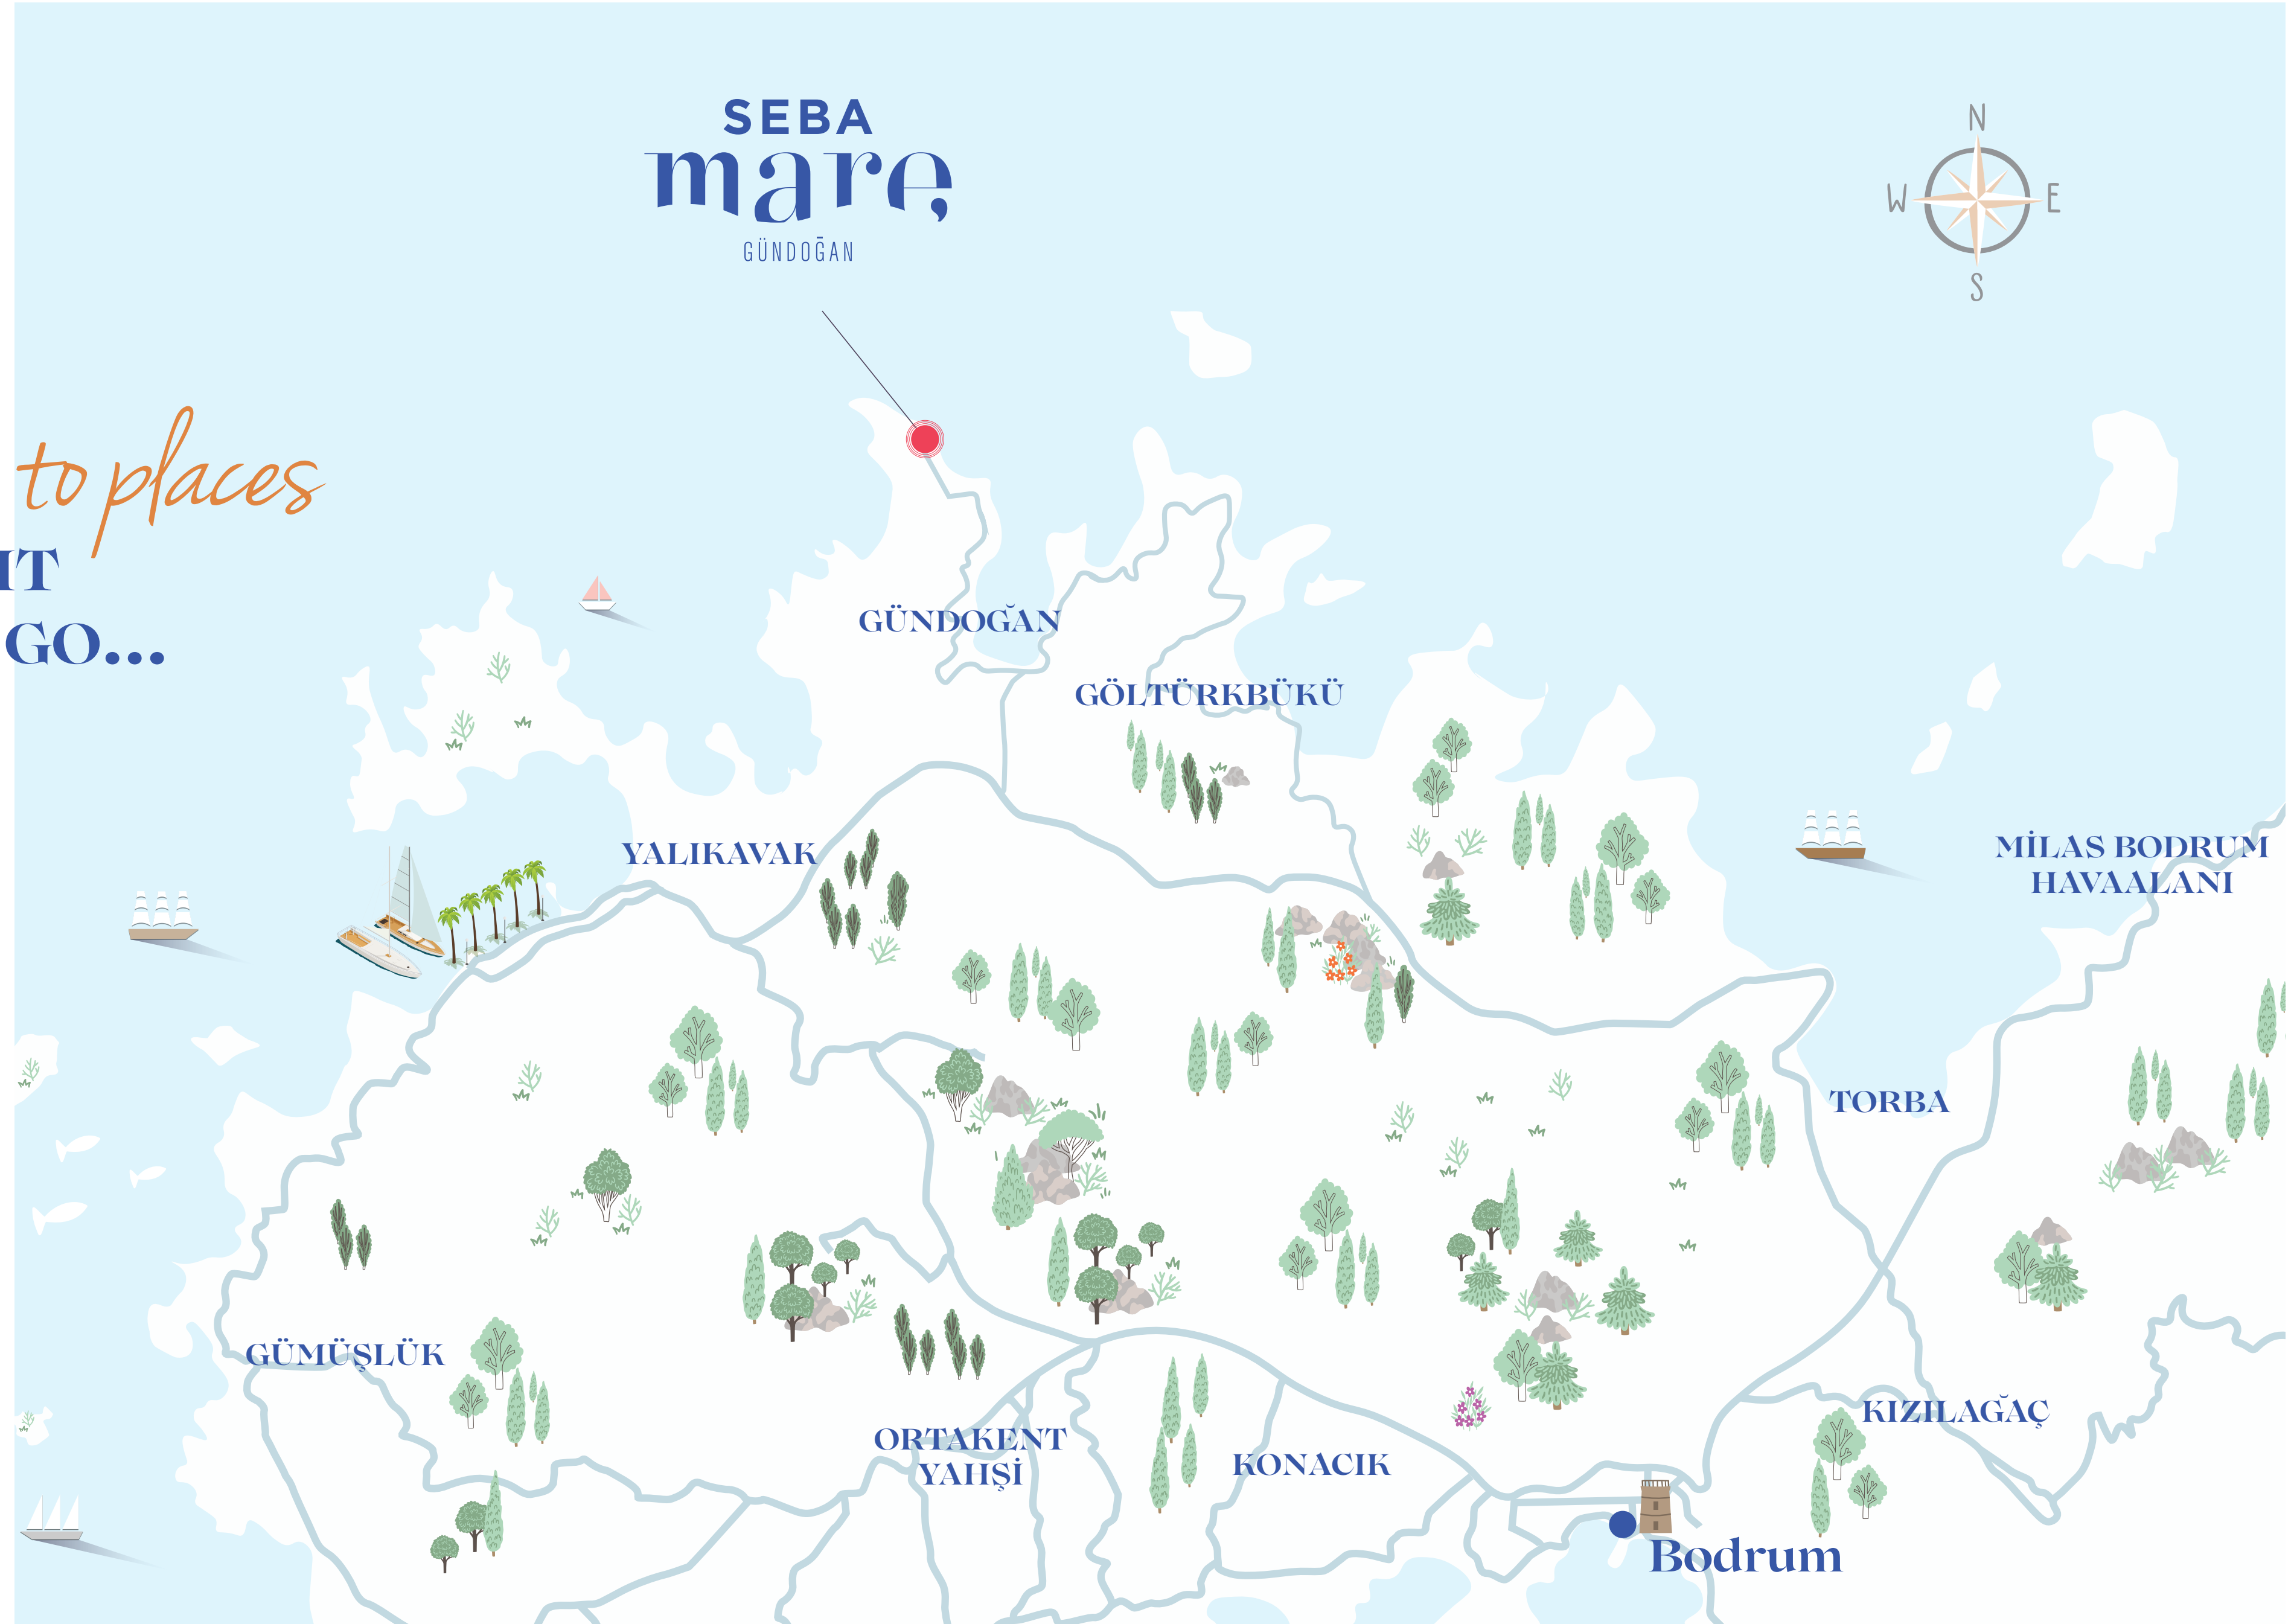 SEBA
mare
GÜNDOĞAN
N
W
E
S
to places
IT
GO...
GÜNDOĞAN
GÖLTÜRKBÜKÜ
YALIKAVAK
MİLAS BODRUM
HAVAALANI
TORBA
GÜMÜŞLÜK
ORTAKENT
YAHŞİ
KONACIK
KIZILAĞAÇ
Bodrum